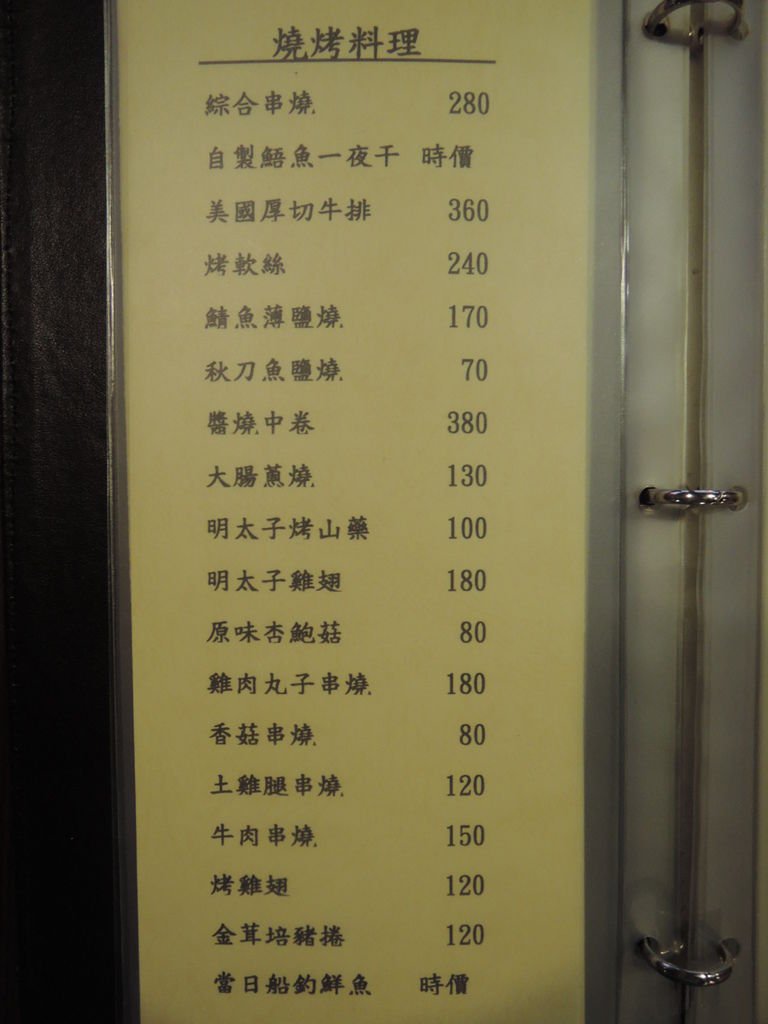 燒烤料理
綜合串燒 280
自製鯃魚一夜干 時價
美國厚切牛排 360
烤軟絲 240
鯖魚薄鹽燒 170
秋刀魚鹽燒 70
醬燒中卷 380
大腸蔥燒 130
明太子烤山藥 100
明太子雞翅 180
原味杏鮑菇 80
雞肉丸子串燒 180
香菇串燒 80
土雞腿串燒 120
牛肉串燒 150
烤雞翅 120
金茸培豬捲 120
當日船釣鮮魚 時價